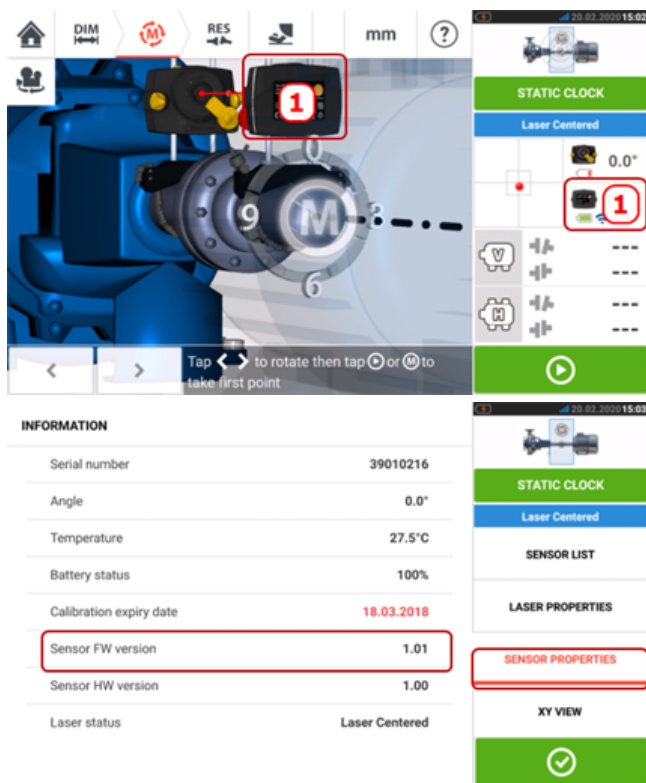 DIM
M
RES
mm
?
20.02.2020 15:02
1
STATIC CLOCK
Laser Centered
0.0°
1
0
9
M
3
6
V
---
---
H
---
---
Tap < > to rotate then tap or M to
take first point
INFORMATION
20.02.2020 15:03
Serial number 39010216
Angle 0.0°
Temperature 27.5°C
Battery status 100%
Calibration expiry date 18.03.2018
Sensor FW version 1.01
Sensor HW version 1.00
Laser status Laser Centered
STATIC CLOCK
Laser Centered
SENSOR LIST
LASER PROPERTIES
SENSOR PROPERTIES
XY VIEW